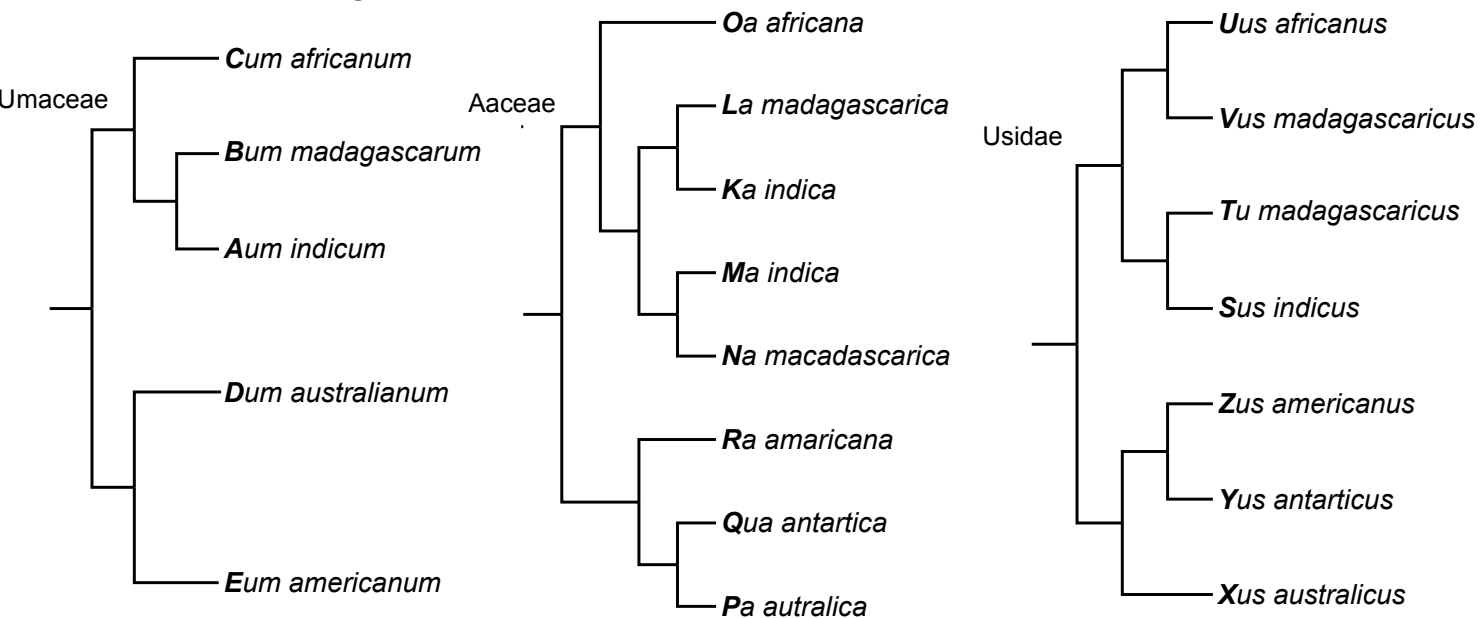 Umaceae
Cum africanum
Bum madagascarum
Aum indicum
Dum australianum
Eum americanum
Aaceae
Oa africana
La madagascarica
Ka indica
Ma indica
Na macadascarica
Ra amaricana
Qua antartica
Pa autralica
Usidae
Uus africanus
Vus madagascaricus
Tu madagascaricus
Sus indicus
Zus americanus
Yus antarticus
Xus australicus